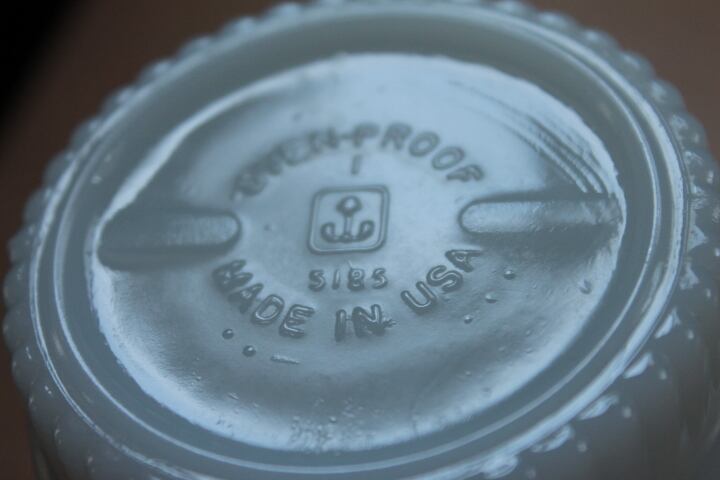 OVEN-PROOF
1
5185
MADE IN USA